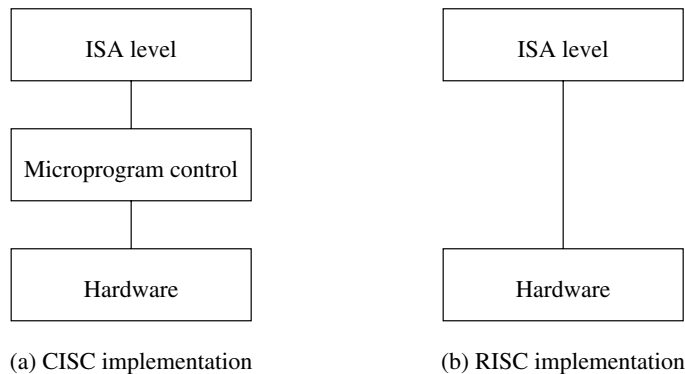 ISA level
Microprogram control
Hardware
(a) CISC implementation
ISA level
Hardware
(b) RISC implementation